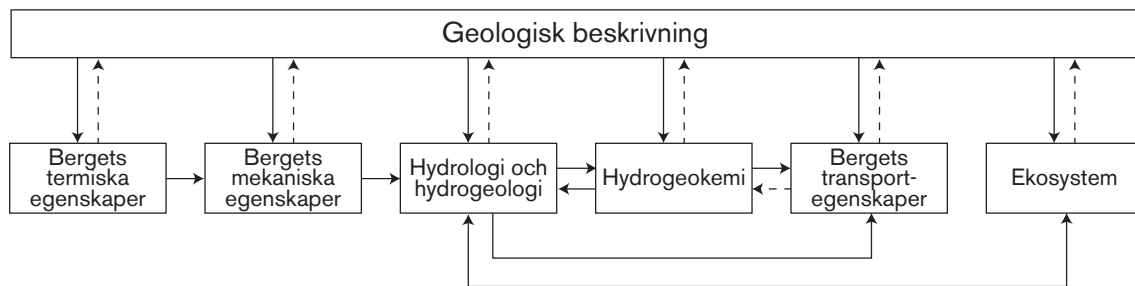 Geologisk beskrivning
Bergets
termiska
egenskaper
Bergets
mekaniska
egenskaper
Hydrologi och
hydrogeologi
Hydrogeokemi
Bergets
transport-
egenskaper
Ekosystem